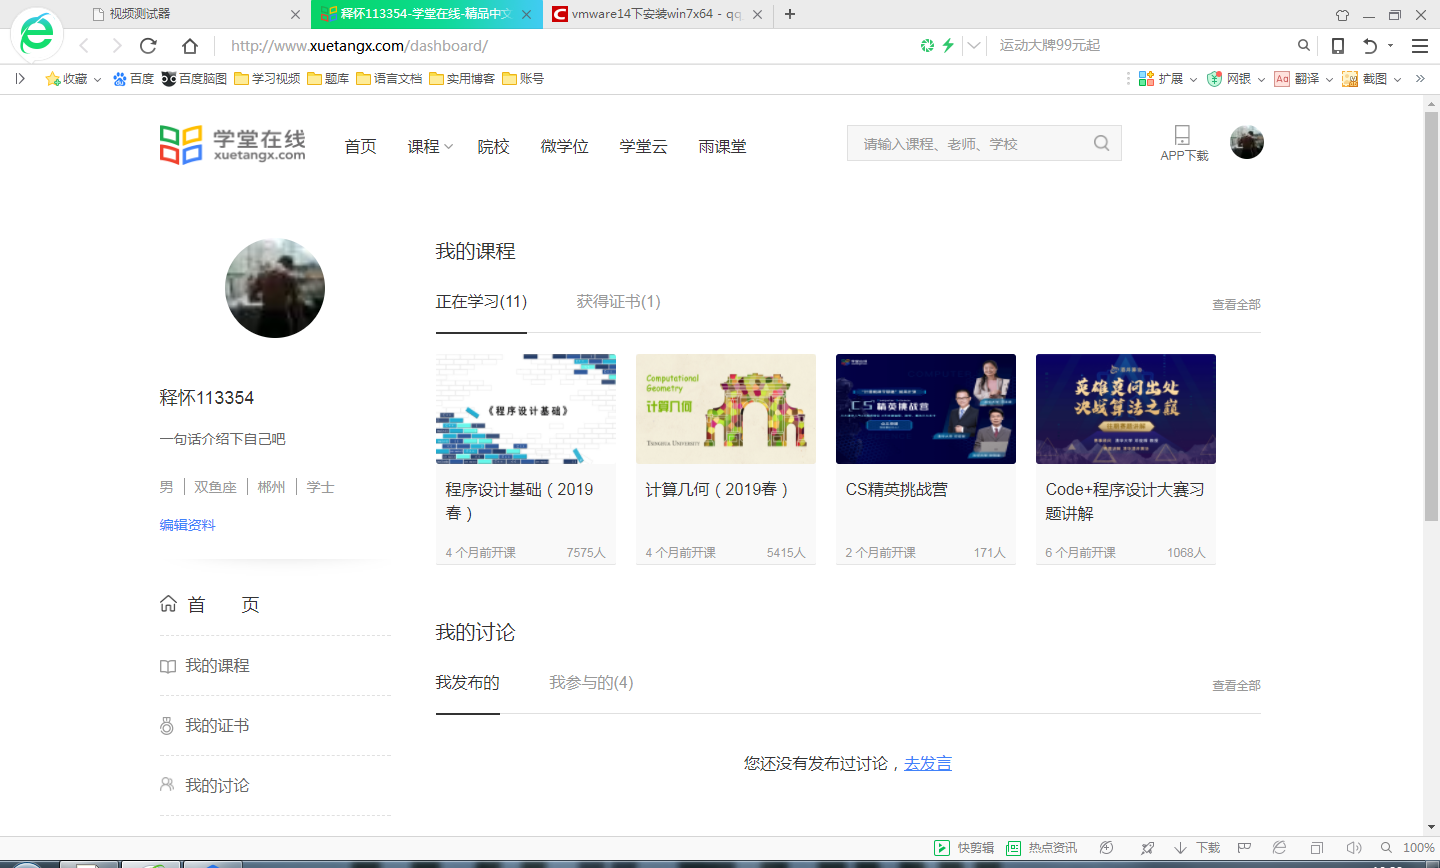 视频测试器
释怀113354-学堂在线-精品中文
vmware14下安装win7x64 - qq
http://www.xuetangx.com/dashboard/
运动大牌99元起
收藏 百度 百度脑图 学习视频 题库 语言文档 实用博客 账号
扩展 网银 Aa 翻译 截图
学堂在线
xuetangx.com
首页 课程 院校 微学位 学堂云 雨课堂
请输入课程、老师、学校
APP下载
释怀113354
一句话介绍下自己吧
男 双鱼座 郴州 学士
编辑资料
首 页
我的课程
我的证书
我的讨论
我的课程
正在学习(11) 获得证书(1) 查看全部
《程序设计基础》
程序设计基础（2019
春）
4 个月前开课 7575人
Computational
Geometry
计算几何
TSINGHUA UNIVERSITY
计算几何（2019春）
4 个月前开课 5415人
CS 精英挑战营
CS精英挑战营
2 个月前开课 171人
英雄莫问出处
决战算法之巅
Code+程序设计大赛习
题讲解
6 个月前开课 1068人
我的讨论
我发布的 我参与的(4) 查看全部
您还没有发布过讨论，去发言
快剪辑 热点资讯 下载 100%